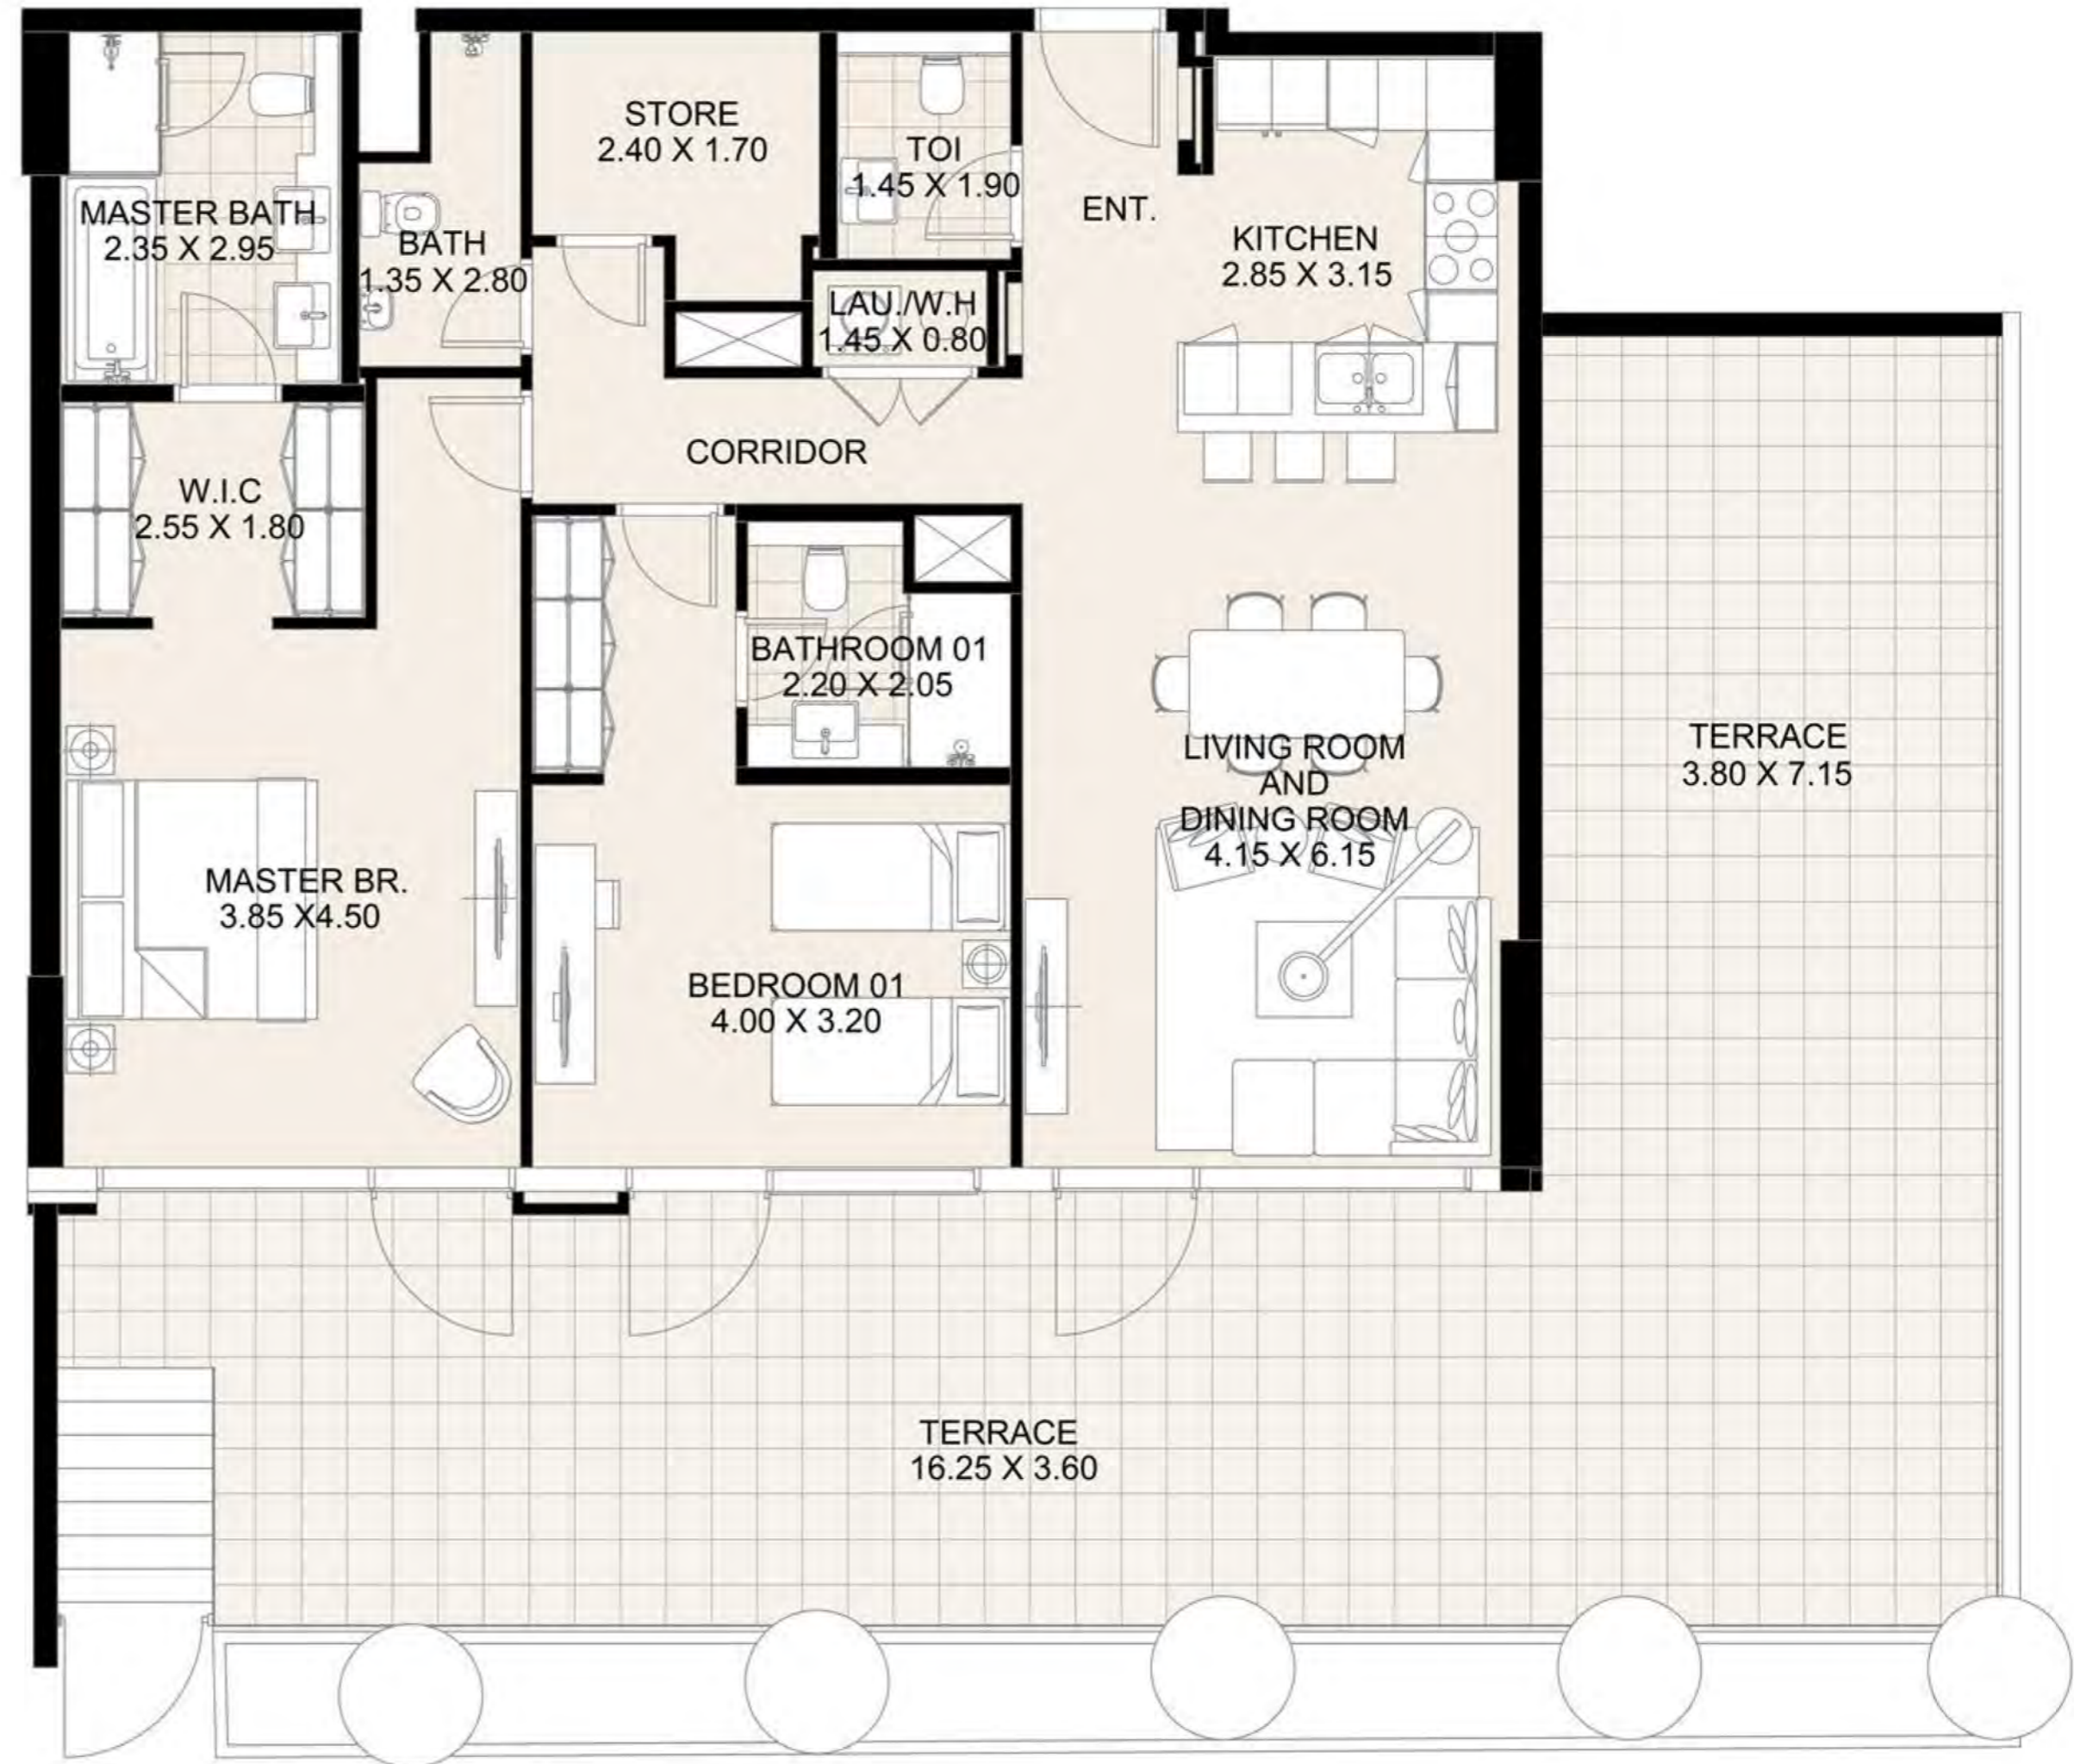 STORE
2.40 X 1.70
TOI
1.45 X 1.90
ENT.
MASTER BATH
2.35 X 2.95
BATH
1.35 X 2.80
KITCHEN
2.85 X 3.15
LAU./W.H
1.45 X 0.80
CORRIDOR
W.I.C
2.55 X 1.80
BATHROOM 01
2.20 X 2.05
LIVING ROOM
AND
DINING ROOM
4.15 X 6.15
TERRACE
3.80 X 7.15
MASTER BR.
3.85 X4.50
BEDROOM 01
4.00 X 3.20
TERRACE
16.25 X 3.60